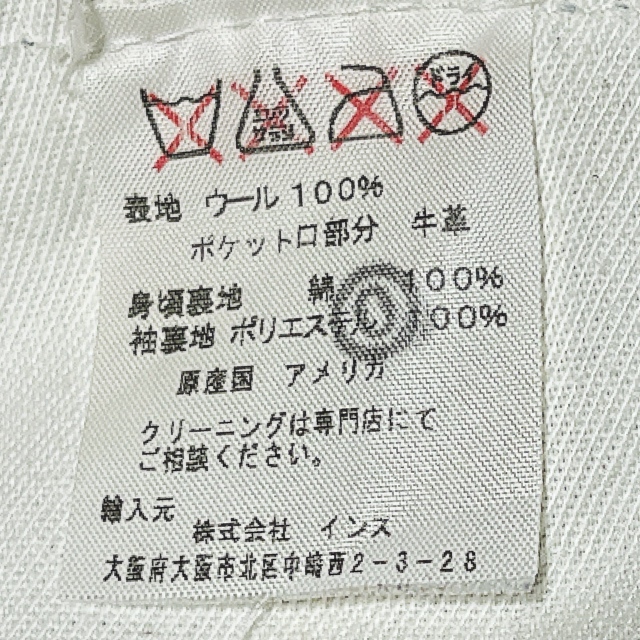 ドライ
表地 ウール 100%
ポケット口部分 牛革
身頃裏地 綿 100%
袖裏地 ポリエステル 100%
原産国 アメリカ
クリーニングは専門店にて
ご相談ください。
輸入元
株式会社 インス
大阪府大阪市北区中崎西2-3-28